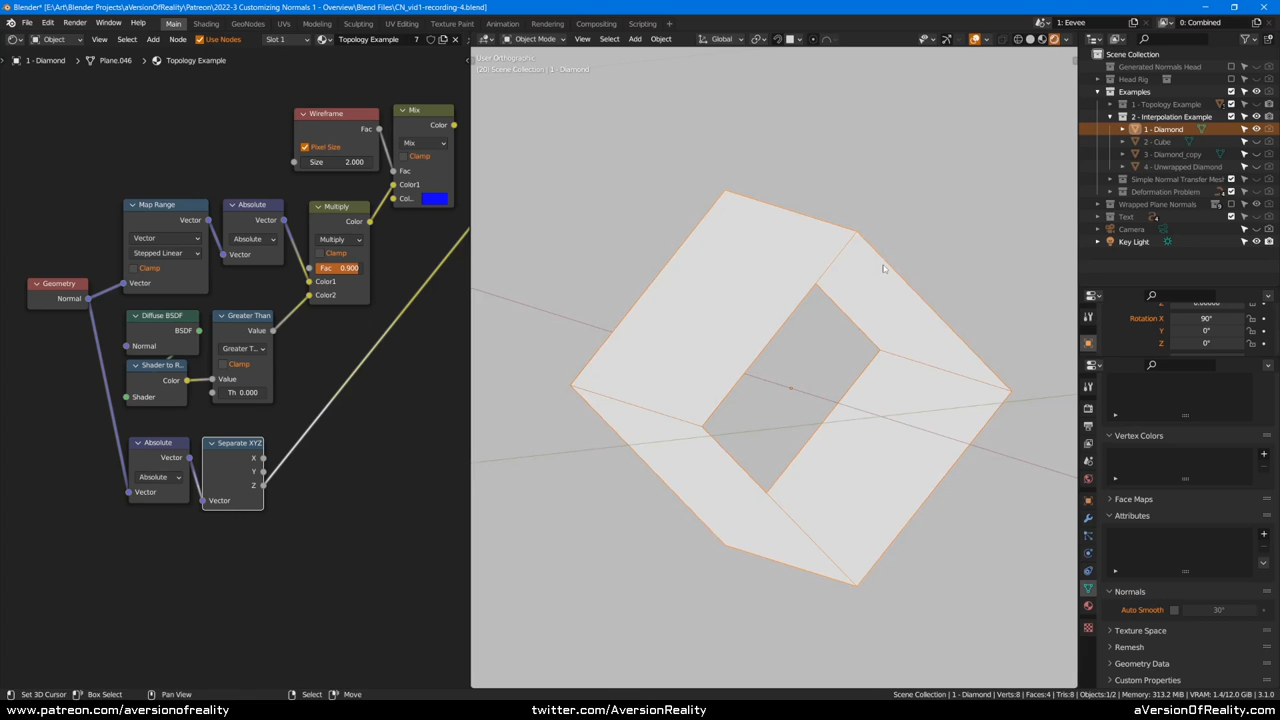 Blender* [E:\Art\Blender Projects\aVersionOfReality\Patreon\2022-3 Customizing Normals 1 - Overview\Blend Files\CN_vid1-recording-4.blend]
File Edit Render Window Help Main Shading GeoNodes UVs Modeling Sculpting UV Editing Texture Paint Animation Rendering Compositing Scripting 1: Eevee 0: Combined
Object View Select Add Node Use Nodes Slot 1 Topology Example 7 Object Mode View Select Add Object Global
1 - Diamond Plane.046 Topology Example
User Orthographic
(20) Scene Collection | 1 - Diamond
Wireframe
Fac
Pixel Size
Size 2.000
Mix
Color
Mix
Clamp
Fac
Color1
Col...
Map Range
Vector
Vector
Stepped Linear
Clamp
Vector
Absolute
Vector
Absolute
Vector
Multiply
Color
Multiply
Clamp
Fac 0.900
Color1
Color2
Geometry
Normal
Diffuse BSDF
BSDF
Normal
Shader to R...
Color
Shader
Greater Than
Value
Greater T...
Clamp
Value
Th 0.000
Absolute
Vector
Absolute
Vector
Separate XYZ
X
Y
Z
Vector
Scene Collection
Generated Normals Head
Head Rig
Examples
1 - Topology Example
2 - Interpolation Example
1 - Diamond
2 - Cube
3 - Diamond_copy
4 - Unwrapped Diamond
Simple Normal Transfer Mesh
Deformation Problem
Wrapped Plane Normals
Text
Camera
Key Light
Rotation X 90°
Y 0°
Z 0°
Vertex Colors
Face Maps
Attributes
Normals
Auto Smooth 30°
Texture Space
Remesh
Geometry Data
Custom Properties
Set 3D Cursor Box Select Pan View Select Move Scene Collection | 1 - Diamond | Verts:8 | Faces:4 | Tris:8 | Objects:1/2 | Memory: 313.2 MiB | VRAM: 1.4/12.0 GiB | 3.1.0
www.patreon.com/aversionofreality twitter.com/AversionReality aVersionOfReality.com